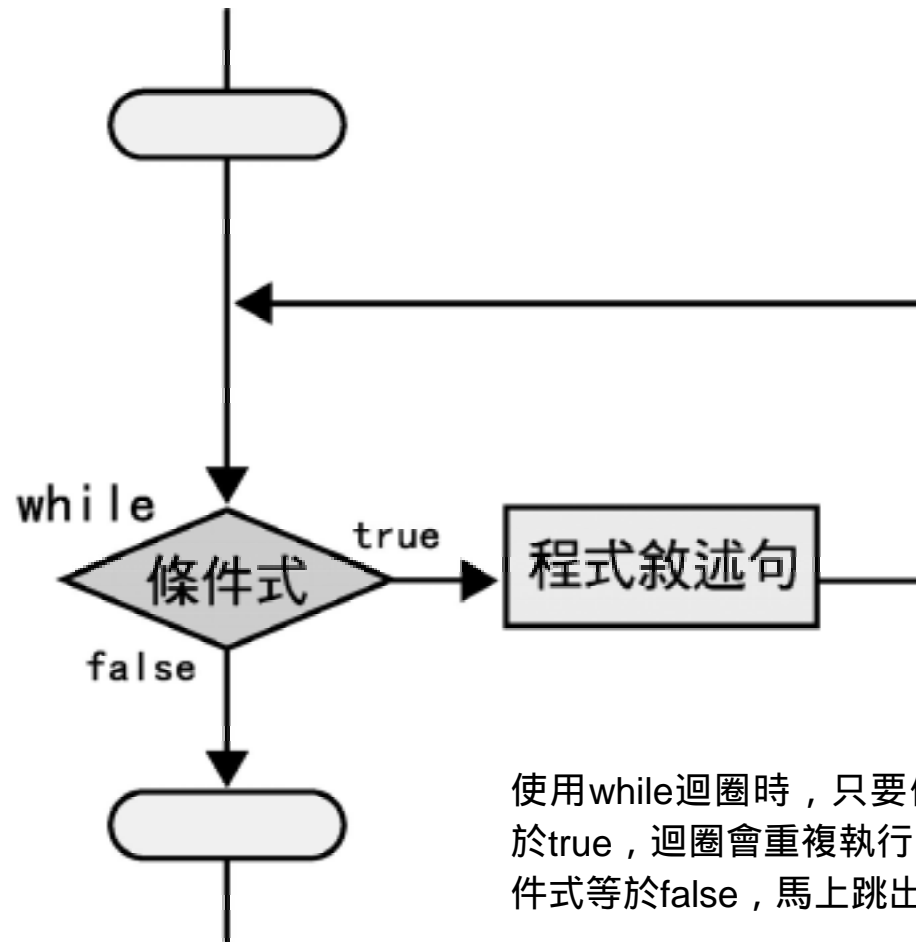 while
true
條件式
程式敘述句
false
使用while迴圈時，只要
於true，迴圈會重複執行
件式等於false，馬上跳出